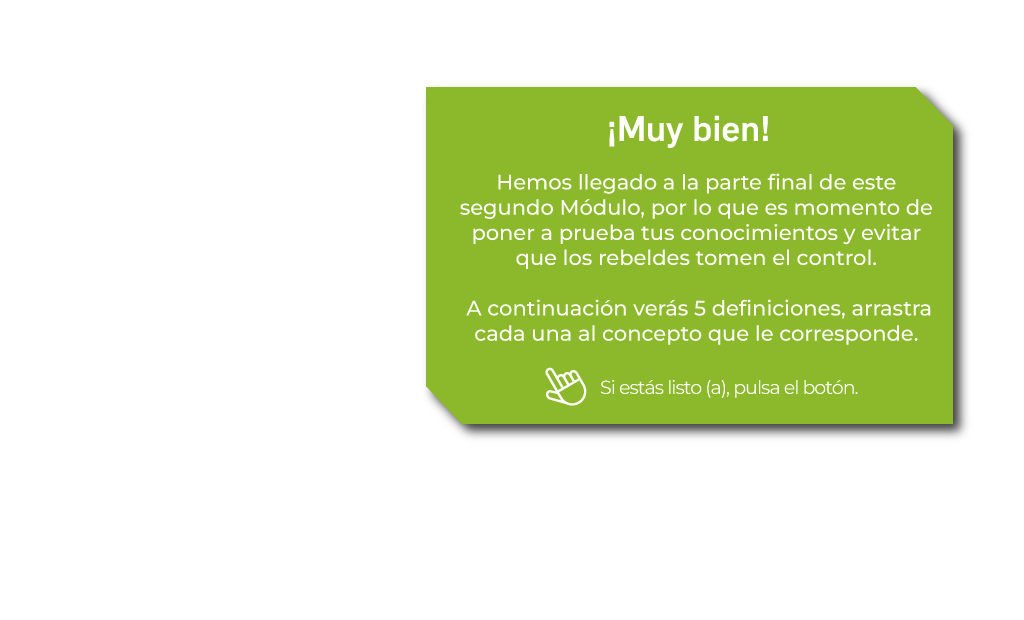 ¡Muy bien!
Hemos llegado a la parte final de este
segundo Módulo, por lo que es momento de
poner a prueba tus conocimientos y evitar
que los rebeldes tomen el control.
A continuación verás 5 definiciones, arrastra
cada una al concepto que le corresponde.
Si estás listo (a), pulsa el botón.